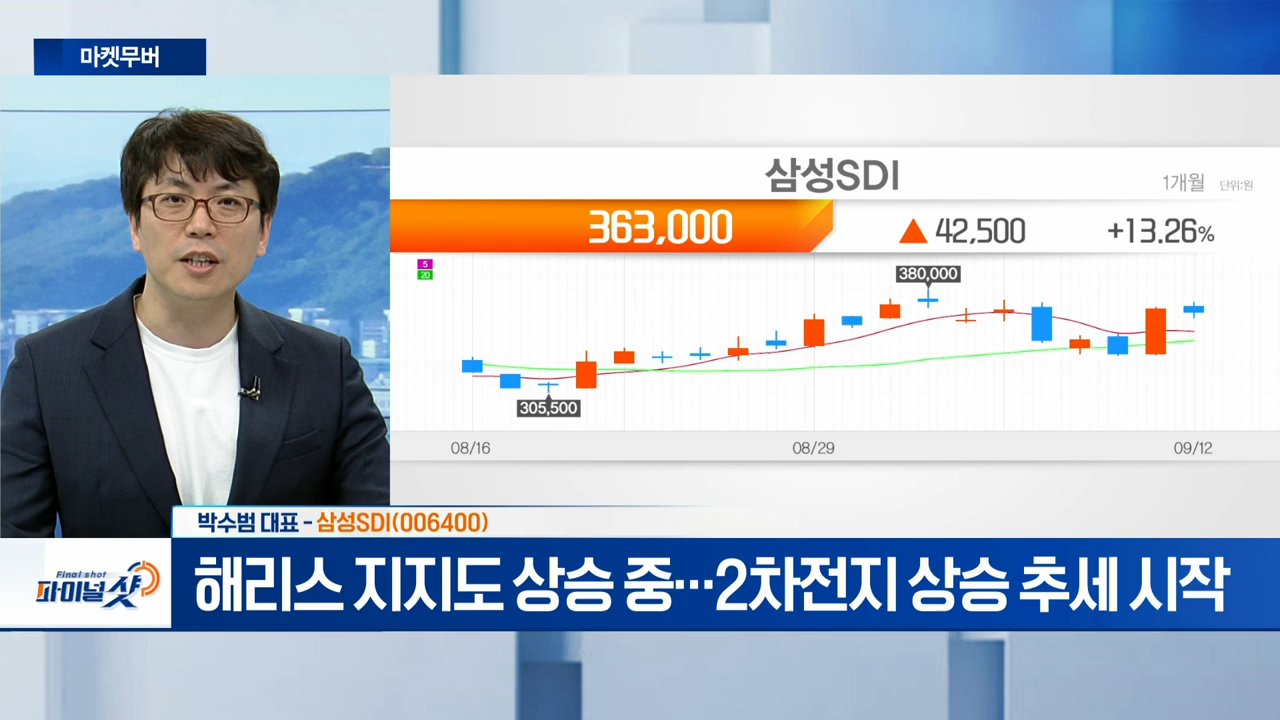 마켓무버
삼성SDI
1개월 단위:원
363,000 ▲ 42,500 +13.26%
5
20
380,000
305,500
08/16 08/29 09/12
박수범 대표 - 삼성SDI(006400)
Final shot
파이널샷
해리스 지지도 상승 중…2차전지 상승 추세 시작